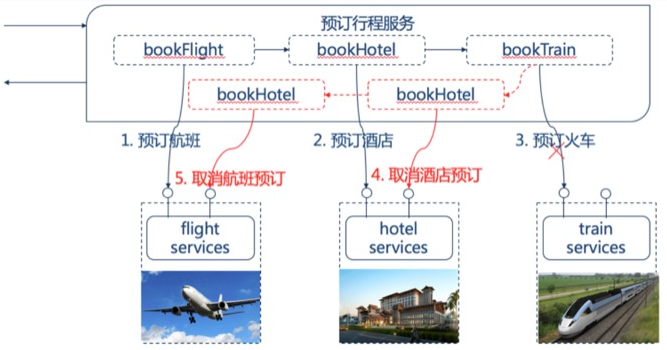 预订行程服务
bookFlight
bookHotel
bookTrain
bookHotel
bookHotel
1. 预订航班
2. 预订酒店
3. 预订火车
5. 取消航班预订
4. 取消酒店预订
flight
services
hotel
services
train
services